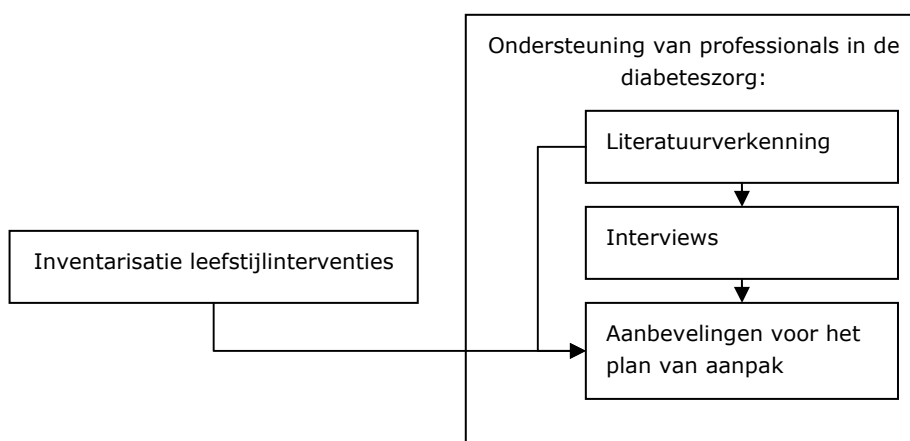 Ondersteuning van professionals in de
diabeteszorg:
Literatuurverkenning
Interviews
Inventarisatie leefstijlinterventies
Aanbevelingen voor het
plan van aanpak